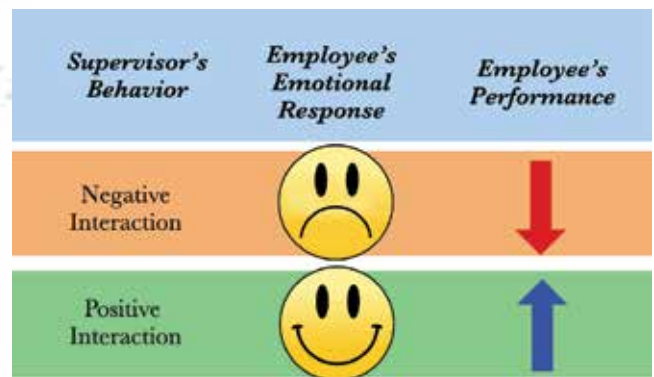 Supervisor's
Behavior
Employee's
Emotional
Response
Employee's
Performance
Negative
Interaction
Positive
Interaction